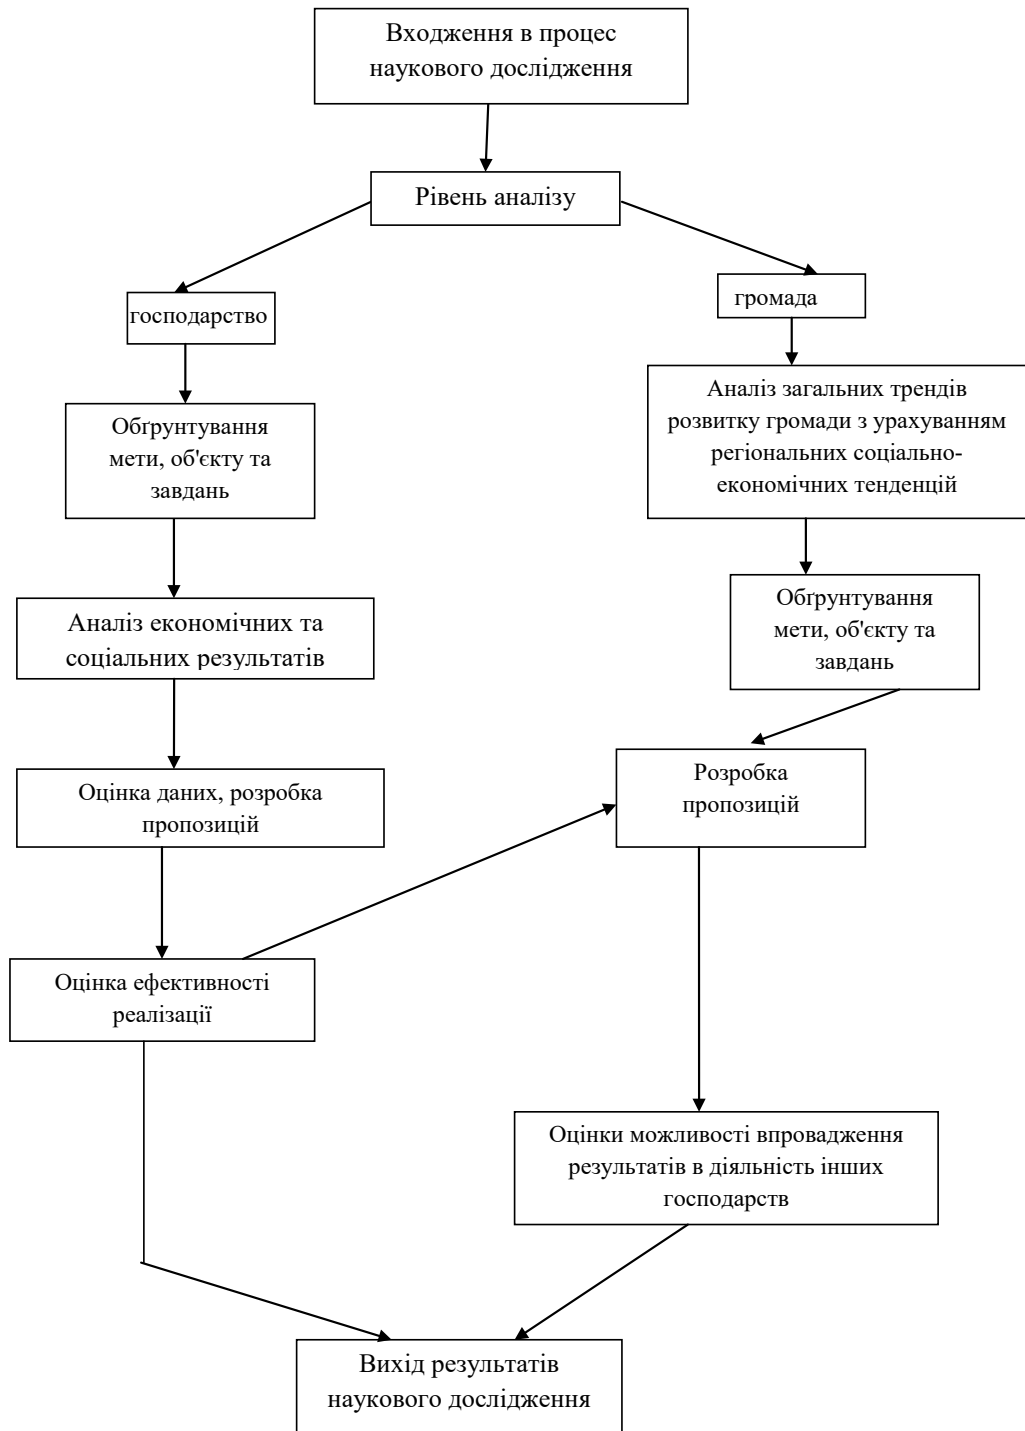 Входження в процес
наукового дослідження
Рівень аналізу
господарство
громада
Обґрунтування
мети, об'єкту та
завдань
Аналіз загальних трендів
розвитку громади з урахуванням
регіональних соціально-
економічних тенденцій
Аналіз економічних та
соціальних результатів
Обґрунтування
мети, об'єкту та
завдань
Оцінка даних, розробка
пропозицій
Розробка
пропозицій
Оцінка ефективності
реалізації
Оцінки можливості впровадження
результатів в діяльність інших
господарств
Вихід результатів
наукового дослідження